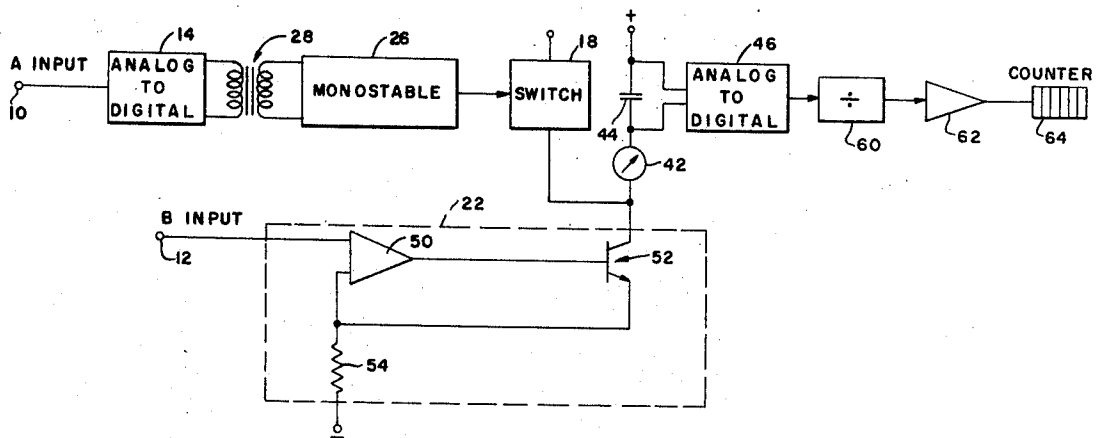 14
28
26
18
+
46
A INPUT
ANALOG
TO
DIGITAL
MONOSTABLE
SWITCH
44
ANALOG
TO
DIGITAL
÷
COUNTER
10
60
62
64
42
B INPUT
22
12
50
52
54
–